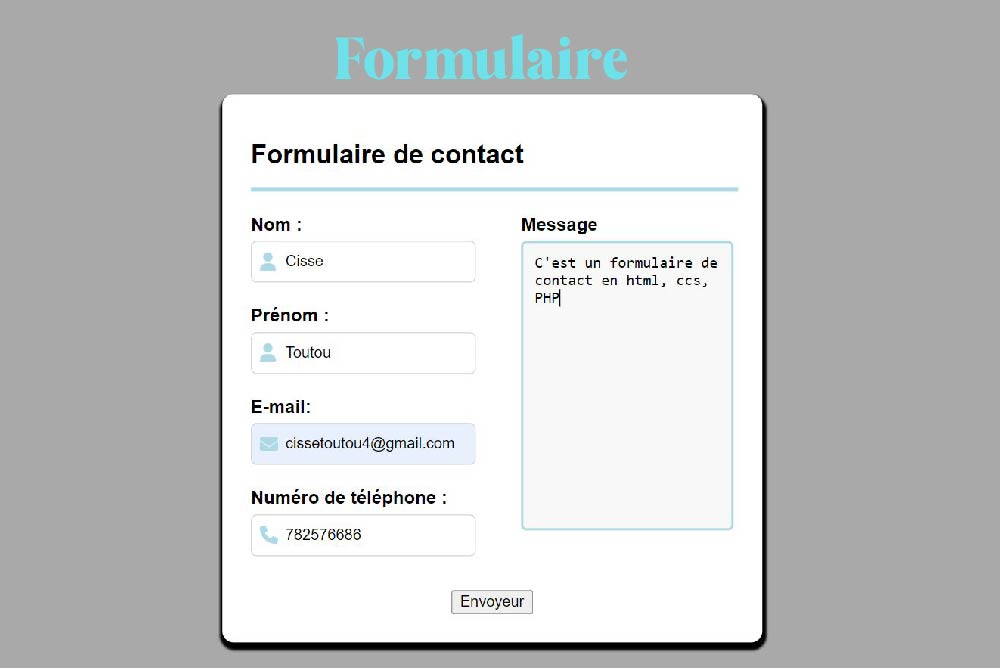 Formulaire
Formulaire de contact
Nom :
Cisse
Prénom :
Toutou
E-mail:
cissetoutou4@gmail.com
Numéro de téléphone :
782576686
Message
C'est un formulaire de
contact en html, ccs,
PHP
Envoyeur